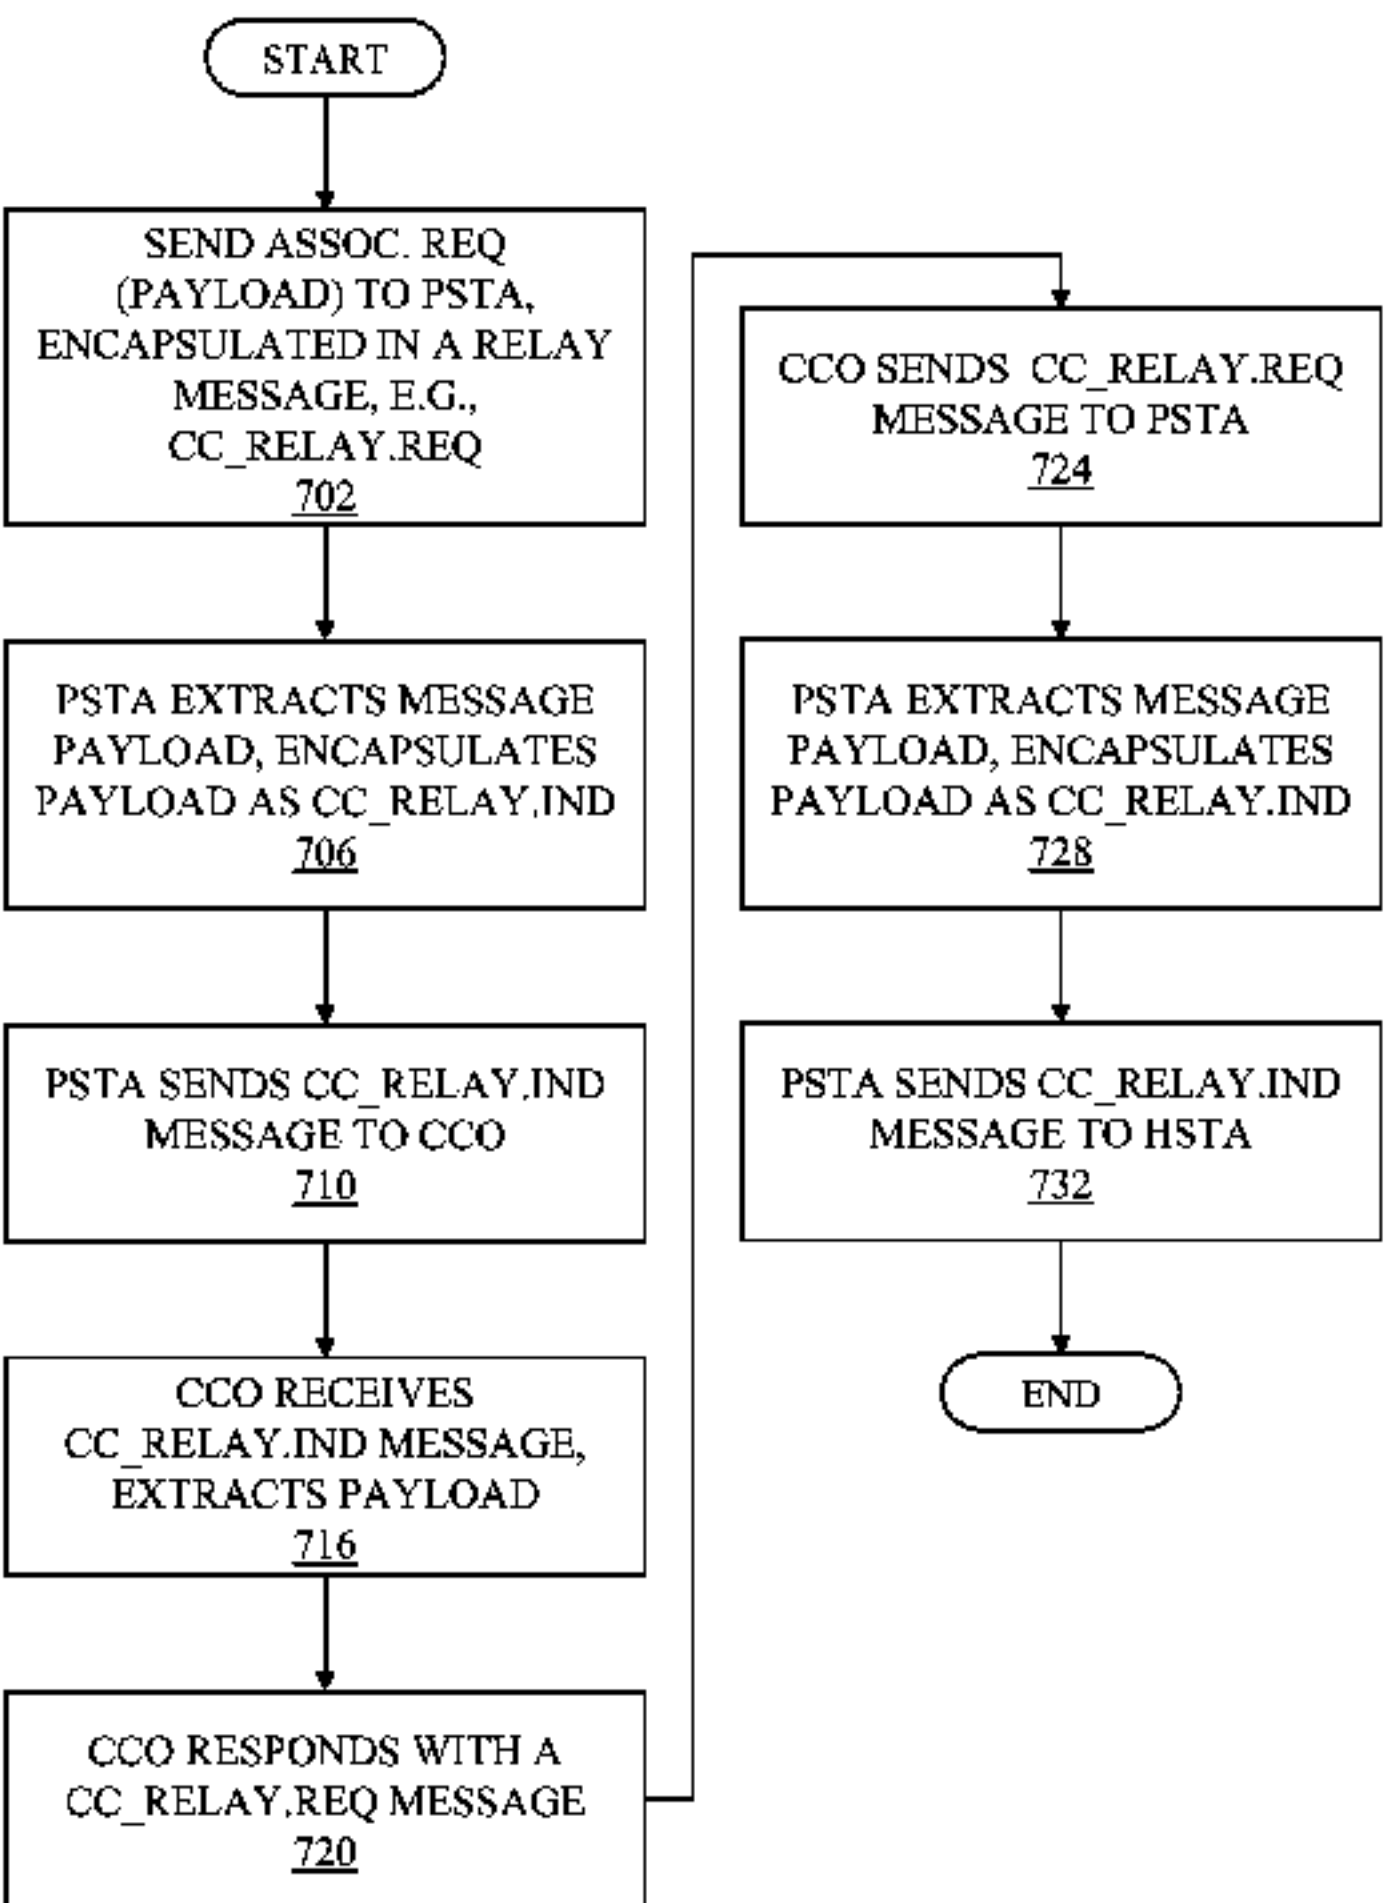 START
SEND ASSOC. REQ
(PAYLOAD) TO PSTA,
ENCAPSULATED IN A RELAY
MESSAGE, E.G.,
CC_RELAY.REQ
702
PSTA EXTRACTS MESSAGE
PAYLOAD, ENCAPSULATES
PAYLOAD AS CC_RELAY.IND
706
PSTA SENDS CC_RELAY.IND
MESSAGE TO CCO
710
CCO RECEIVES
CC_RELAY.IND MESSAGE,
EXTRACTS PAYLOAD
716
CCO RESPONDS WITH A
CC_RELAY.REQ MESSAGE
720
CCO SENDS CC_RELAY.REQ
MESSAGE TO PSTA
724
PSTA EXTRACTS MESSAGE
PAYLOAD, ENCAPSULATES
PAYLOAD AS CC_RELAY.IND
728
PSTA SENDS CC_RELAY.IND
MESSAGE TO HSTA
732
END